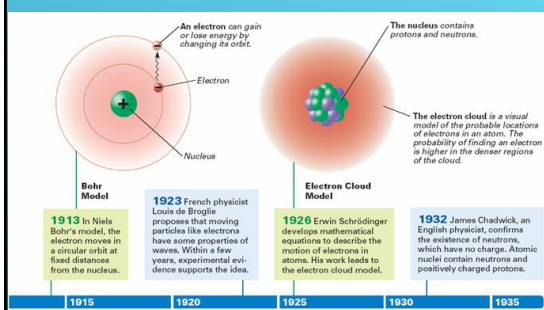 An electron can gain
or lose energy by
changing its orbit.
Electron
Nucleus
+
The nucleus contains
protons and neutrons.
The electron cloud is a visual
model of the probable locations
of electrons in an atom. The
probability of finding an electron
is higher in the denser regions
of the cloud.
Bohr
Model
Electron Cloud
Model
1913 In Niels
Bohr's model, the
electron moves in
a circular orbit at
fixed distances
from the nucleus.
1923 French physicist
Louis de Broglie
proposes that moving
particles like electrons
have some properties of
waves. Within a few
years, experimental evi-
dence supports the idea.
1926 Erwin Schrödinger
develops mathematical
equations to describe the
motion of electrons in
atoms. His work leads to
the electron cloud model.
1932 James Chadwick, an
English physicist, confirms
the existence of neutrons,
which have no charge. Atomic
nuclei contain neutrons and
positively charged protons.
1915
1920
1925
1930
1935